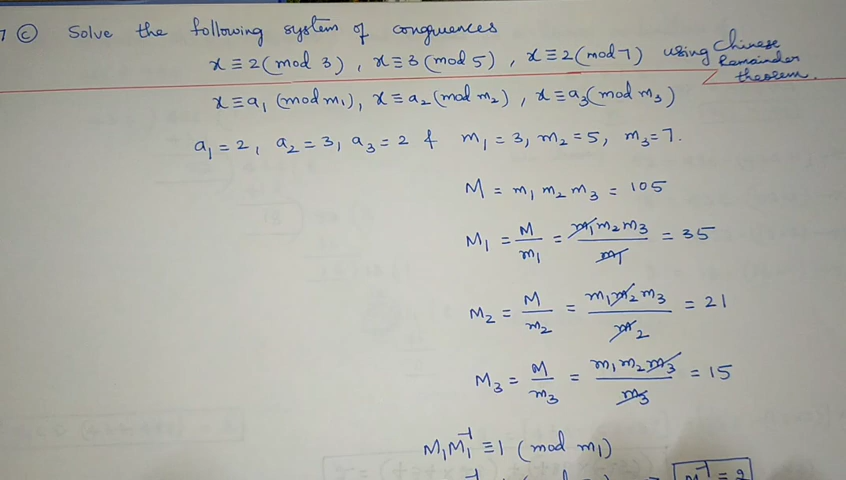 7 (c) Solve the following system of congruences
x ≡ 2 (mod 3), x ≡ 3 (mod 5), x ≡ 2 (mod 7) using Chinese Remainder theorem.
x ≡ a₁ (mod m₁), x ≡ a₂ (mod m₂), x ≡ a₃ (mod m₃)
a₁ = 2, a₂ = 3, a₃ = 2 & m₁ = 3, m₂ = 5, m₃ = 7.
M = m₁ m₂ m₃ = 105
M₁ = M/m₁ = m₁m₂m₃/m₁ = 35
M₂ = M/m₂ = m₁m₂m₃/m₂ = 21
M₃ = M/m₃ = m₁m₂m₃/m₃ = 15
M₁M₁⁻¹ ≡ 1 (mod m₁)
M₁⁻¹ = 2